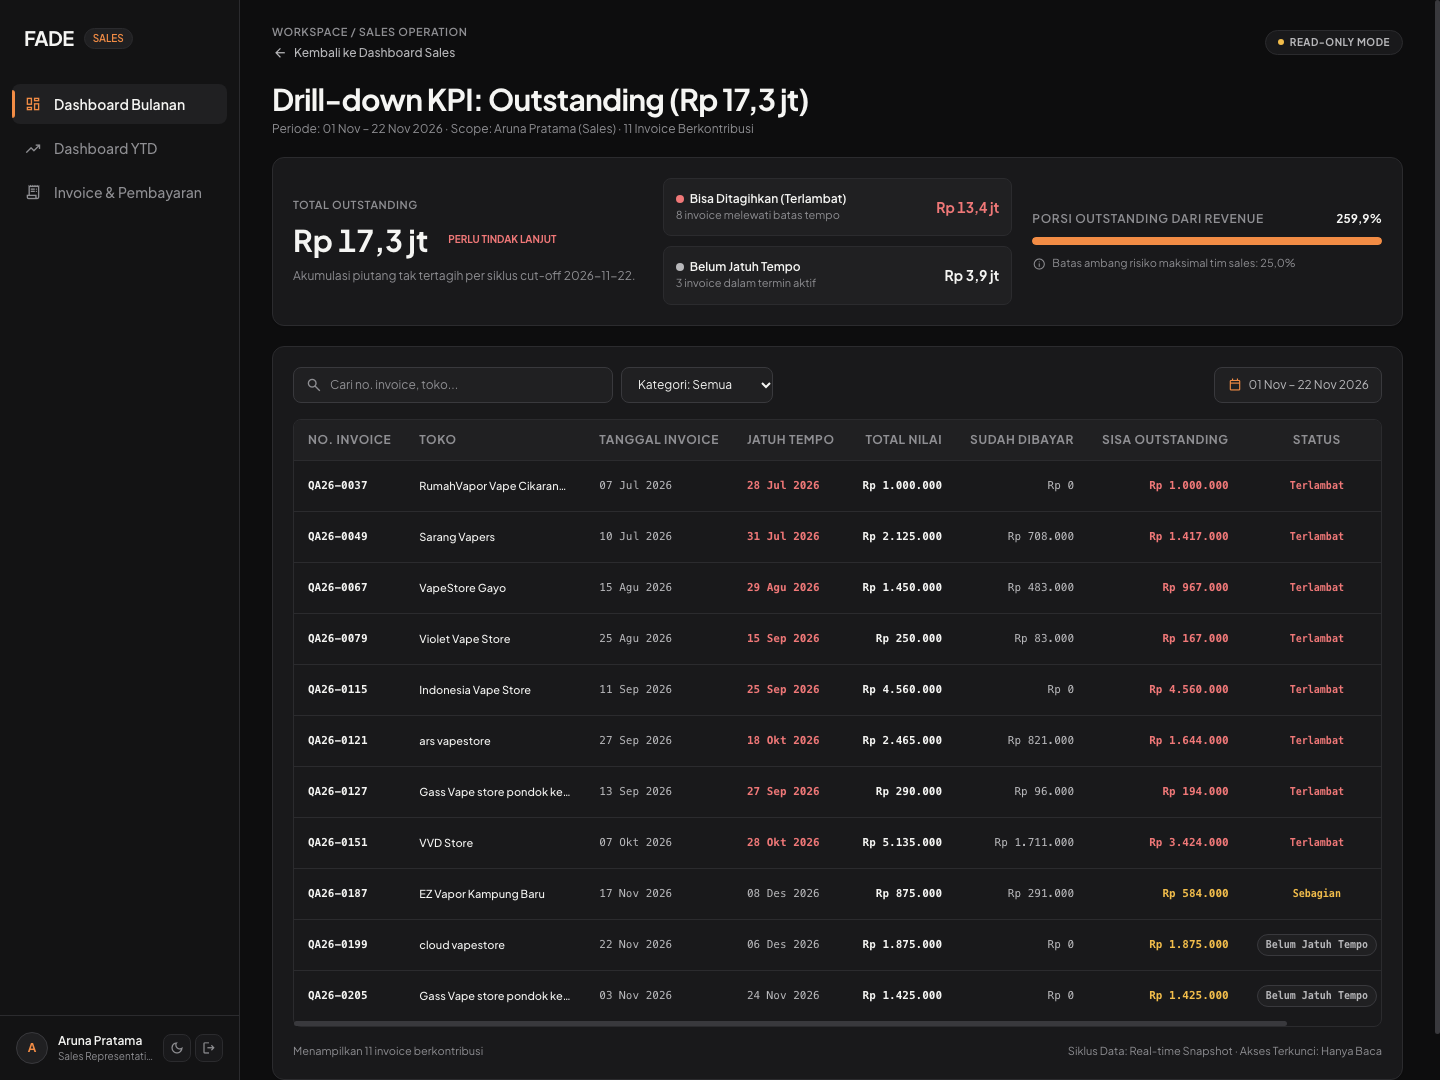 FADE SALES
Dashboard Bulanan
Dashboard YTD
Invoice & Pembayaran
A
Aruna Pratama
Sales Representati...
WORKSPACE / SALES OPERATION
Kembali ke Dashboard Sales
READ-ONLY MODE
Drill-down KPI: Outstanding (Rp 17,3 jt)
Periode: 01 Nov – 22 Nov 2026 · Scope: Aruna Pratama (Sales) · 11 Invoice Berkontribusi
TOTAL OUTSTANDING
Rp 17,3 jt PERLU TINDAK LANJUT
Akumulasi piutang tak tertagih per siklus cut-off 2026-11-22.
Bisa Ditagihkan (Terlambat)
8 invoice melewati batas tempo
Rp 13,4 jt
Belum Jatuh Tempo
3 invoice dalam termin aktif
Rp 3,9 jt
PORSI OUTSTANDING DARI REVENUE 259,9%
Batas ambang risiko maksimal tim sales: 25,0%
Cari no. invoice, toko...
Kategori: Semua
01 Nov – 22 Nov 2026
NO. INVOICE TOKO TANGGAL INVOICE JATUH TEMPO TOTAL NILAI SUDAH DIBAYAR SISA OUTSTANDING STATUS
QA26-0037 RumahVapor Vape Cikaran... 07 Jul 2026 28 Jul 2026 Rp 1.000.000 Rp 0 Rp 1.000.000 Terlambat
QA26-0049 Sarang Vapers 10 Jul 2026 31 Jul 2026 Rp 2.125.000 Rp 708.000 Rp 1.417.000 Terlambat
QA26-0067 VapeStore Gayo 15 Agu 2026 29 Agu 2026 Rp 1.450.000 Rp 483.000 Rp 967.000 Terlambat
QA26-0079 Violet Vape Store 25 Agu 2026 15 Sep 2026 Rp 250.000 Rp 83.000 Rp 167.000 Terlambat
QA26-0115 Indonesia Vape Store 11 Sep 2026 25 Sep 2026 Rp 4.560.000 Rp 0 Rp 4.560.000 Terlambat
QA26-0121 ars vapestore 27 Sep 2026 18 Okt 2026 Rp 2.465.000 Rp 821.000 Rp 1.644.000 Terlambat
QA26-0127 Gass Vape store pondok ke... 13 Sep 2026 27 Sep 2026 Rp 290.000 Rp 96.000 Rp 194.000 Terlambat
QA26-0151 VVD Store 07 Okt 2026 28 Okt 2026 Rp 5.135.000 Rp 1.711.000 Rp 3.424.000 Terlambat
QA26-0187 EZ Vapor Kampung Baru 17 Nov 2026 08 Des 2026 Rp 875.000 Rp 291.000 Rp 584.000 Sebagian
QA26-0199 cloud vapestore 22 Nov 2026 06 Des 2026 Rp 1.875.000 Rp 0 Rp 1.875.000 Belum Jatuh Tempo
QA26-0205 Gass Vape store pondok ke... 03 Nov 2026 24 Nov 2026 Rp 1.425.000 Rp 0 Rp 1.425.000 Belum Jatuh Tempo
Menampilkan 11 invoice berkontribusi
Siklus Data: Real-time Snapshot · Akses Terkunci: Hanya Baca